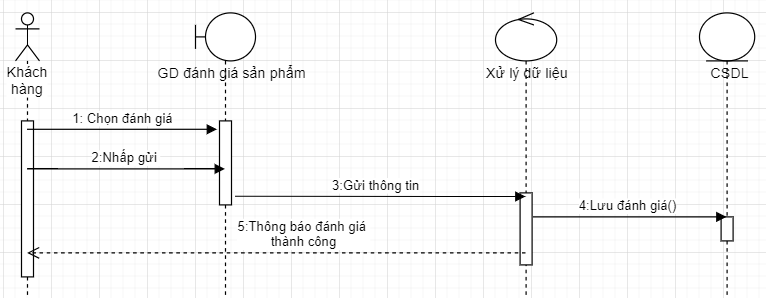 Khách
hàng
GD đánh giá sản phẩm
Xử lý dữ liệu
CSDL
1: Chọn đánh giá
2:Nhấp gửi
3:Gửi thông tin
4:Lưu đánh giá()
5:Thông báo đánh giá
thành công